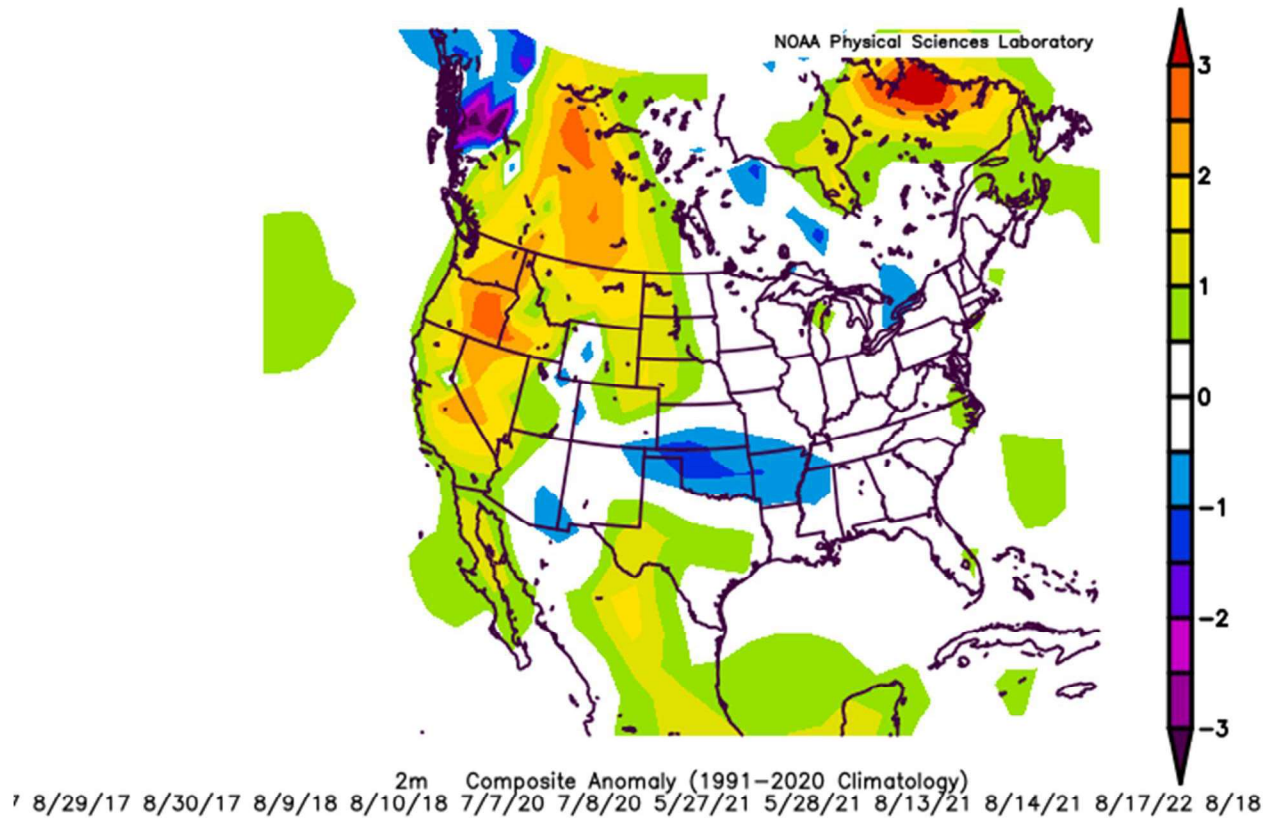 NOAA Physical Sciences Laboratory
3
2
1
0
-1
-2
-3
2m Composite Anomaly (1991-2020 Climatology)
8/29/17 8/30/17 8/9/18 8/10/18 7/7/20 7/8/20 5/27/21 5/28/21 8/13/21 8/14/21 8/17/22 8/18